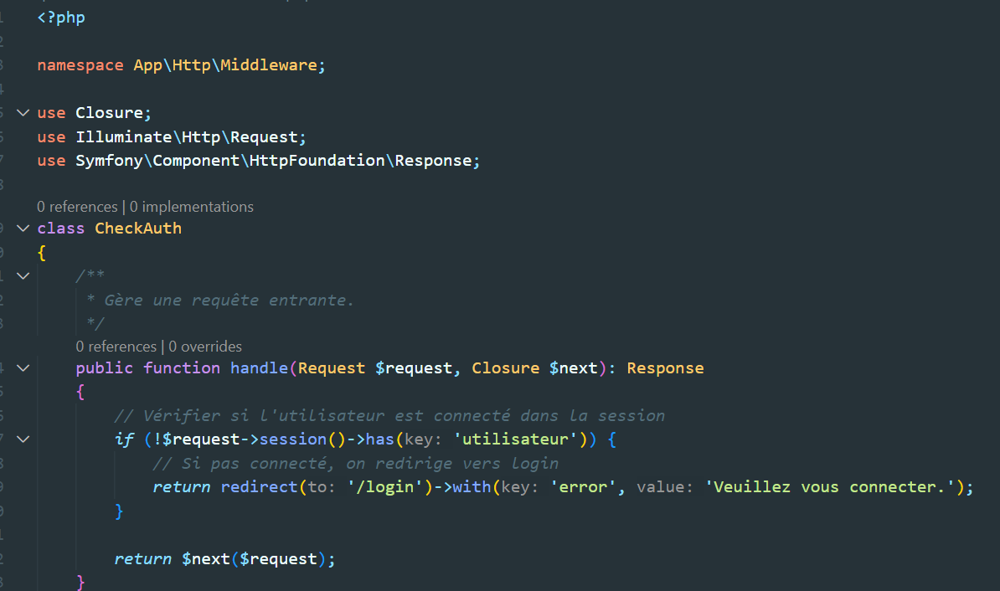 <?php
namespace App\Http\Middleware;
use Closure;
use Illuminate\Http\Request;
use Symfony\Component\HttpFoundation\Response;
0 references | 0 implementations
class CheckAuth
{
/**
* Gère une requête entrante.
*/
0 references | 0 overrides
public function handle(Request $request, Closure $next): Response
{
// Vérifier si l'utilisateur est connecté dans la session
if (!$request->session()->has(key: 'utilisateur')) {
// Si pas connecté, on redirige vers login
return redirect(to: '/login')->with(key: 'error', value: 'Veuillez vous connecter.');
}
return $next($request);
}